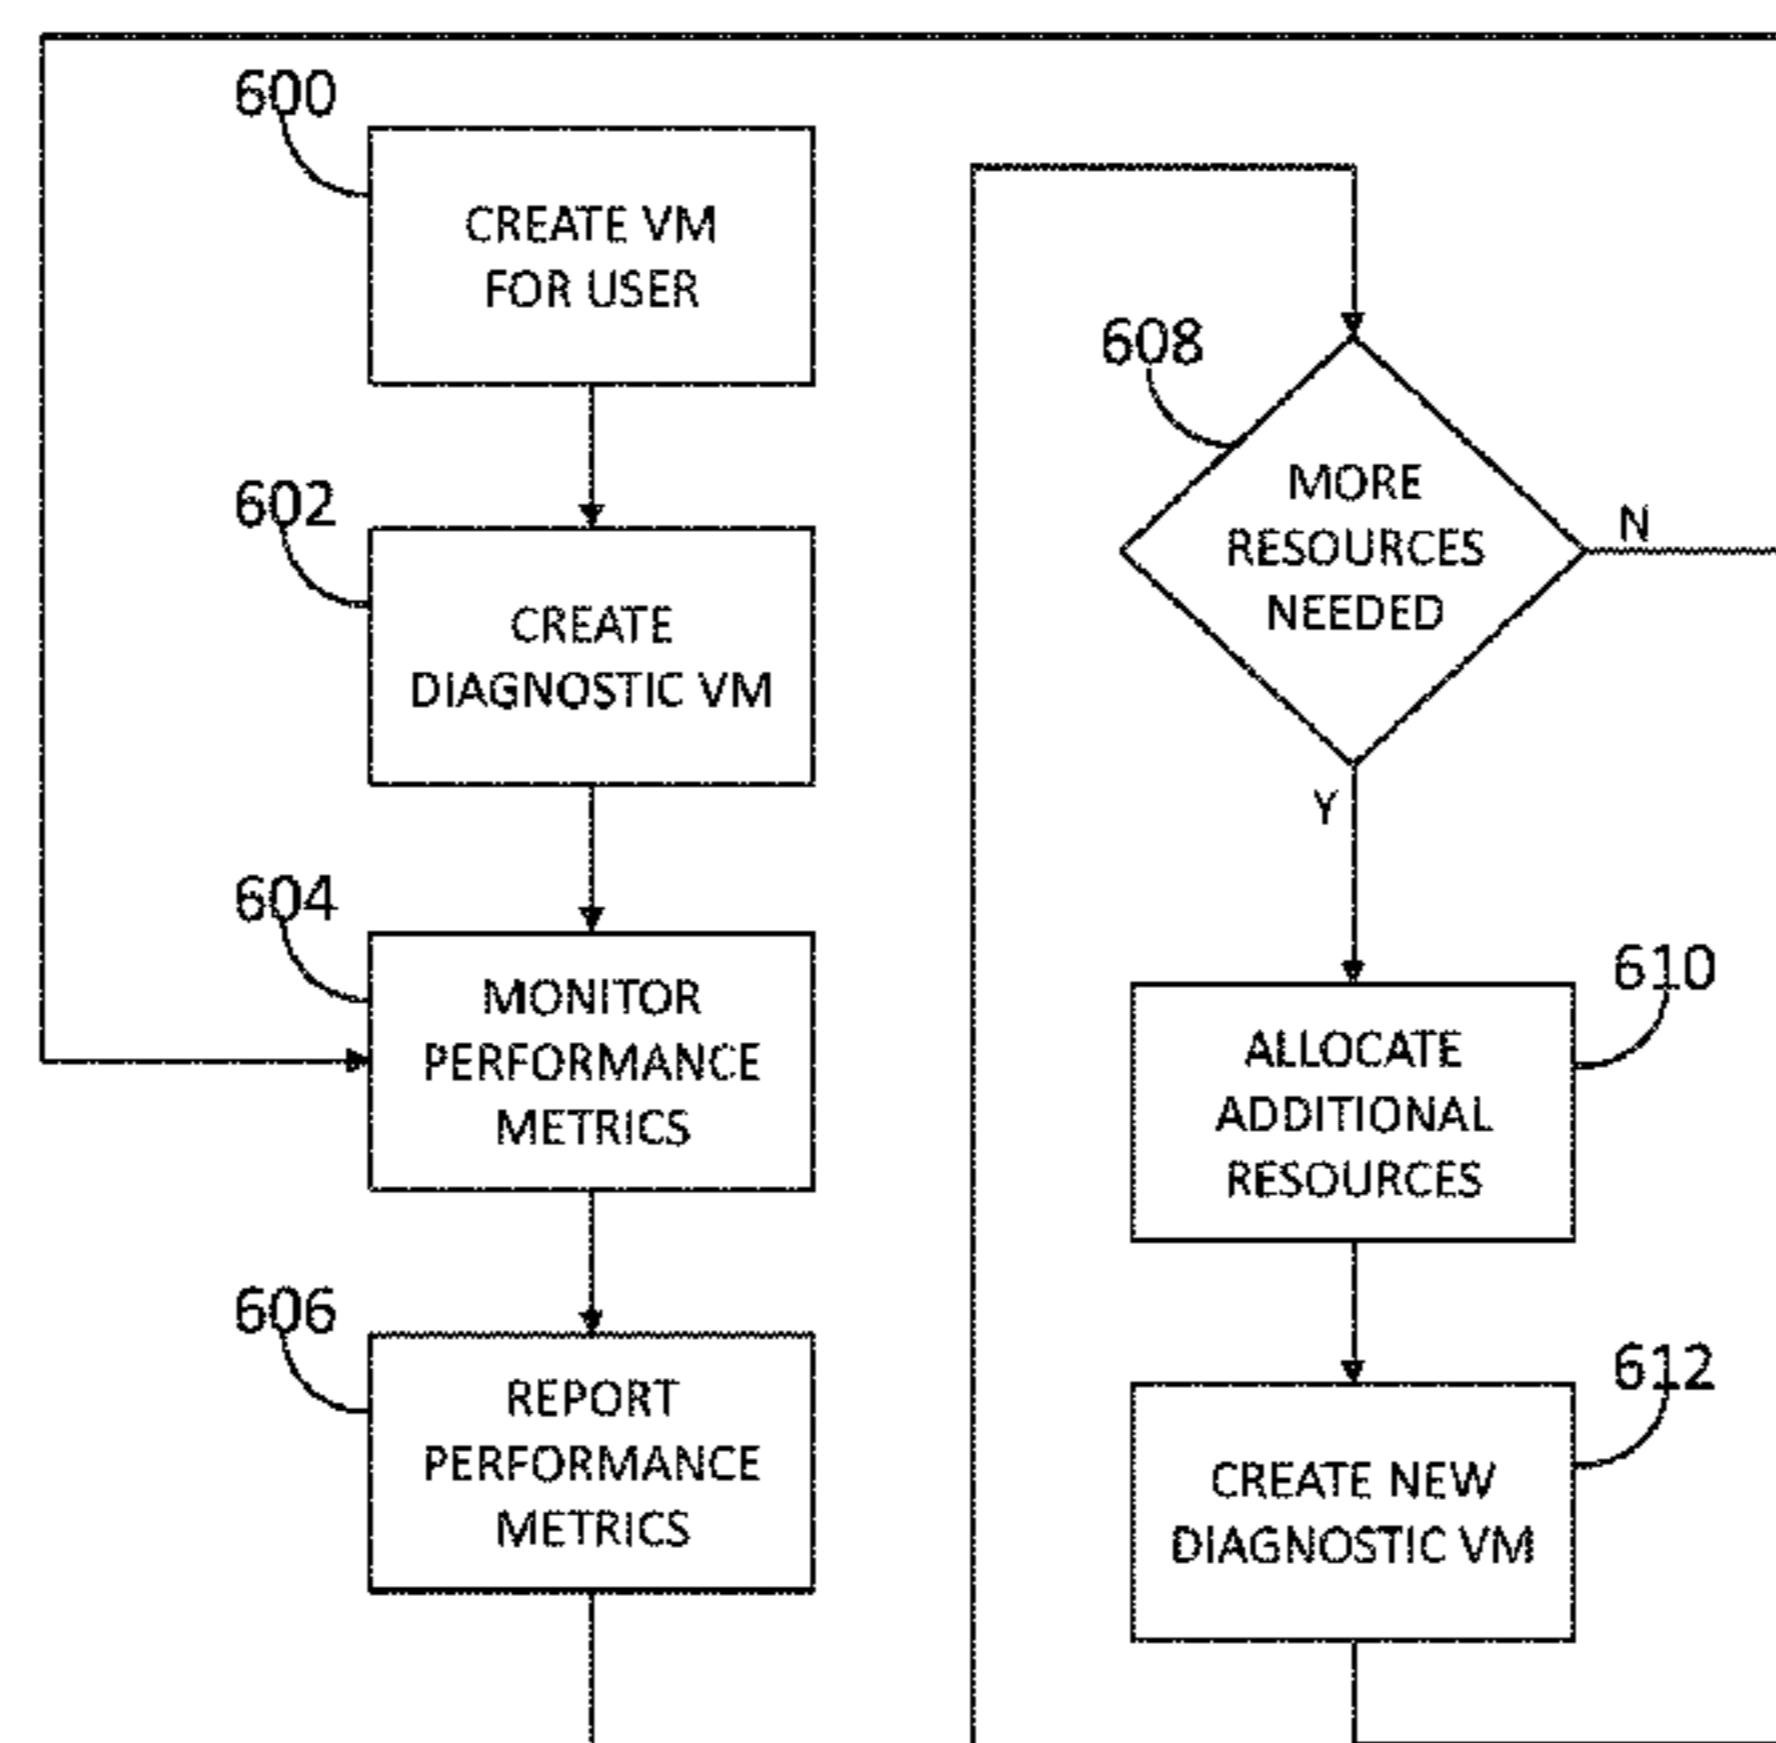 600
CREATE VM
FOR USER
602
CREATE
DIAGNOSTIC VM
604
MONITOR
PERFORMANCE
METRICS
606
REPORT
PERFORMANCE
METRICS
608
MORE
RESOURCES
NEEDED
N
Y
610
ALLOCATE
ADDITIONAL
RESOURCES
612
CREATE NEW
DIAGNOSTIC VM